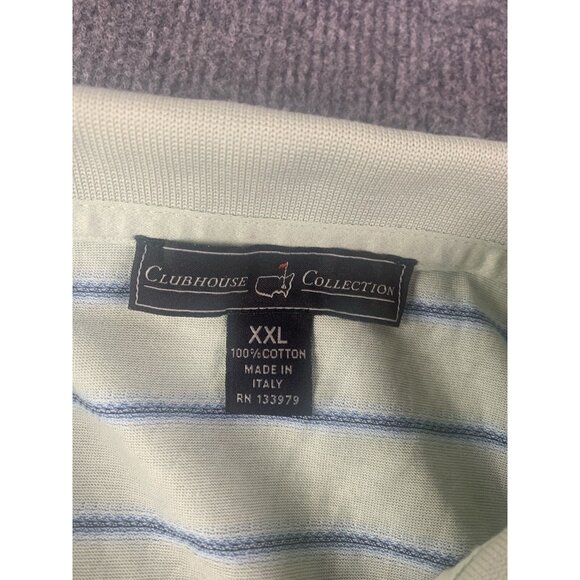 CLUBHOUSE COLLECTION
XXL
100% COTTON
MADE IN
ITALY
RN 133979